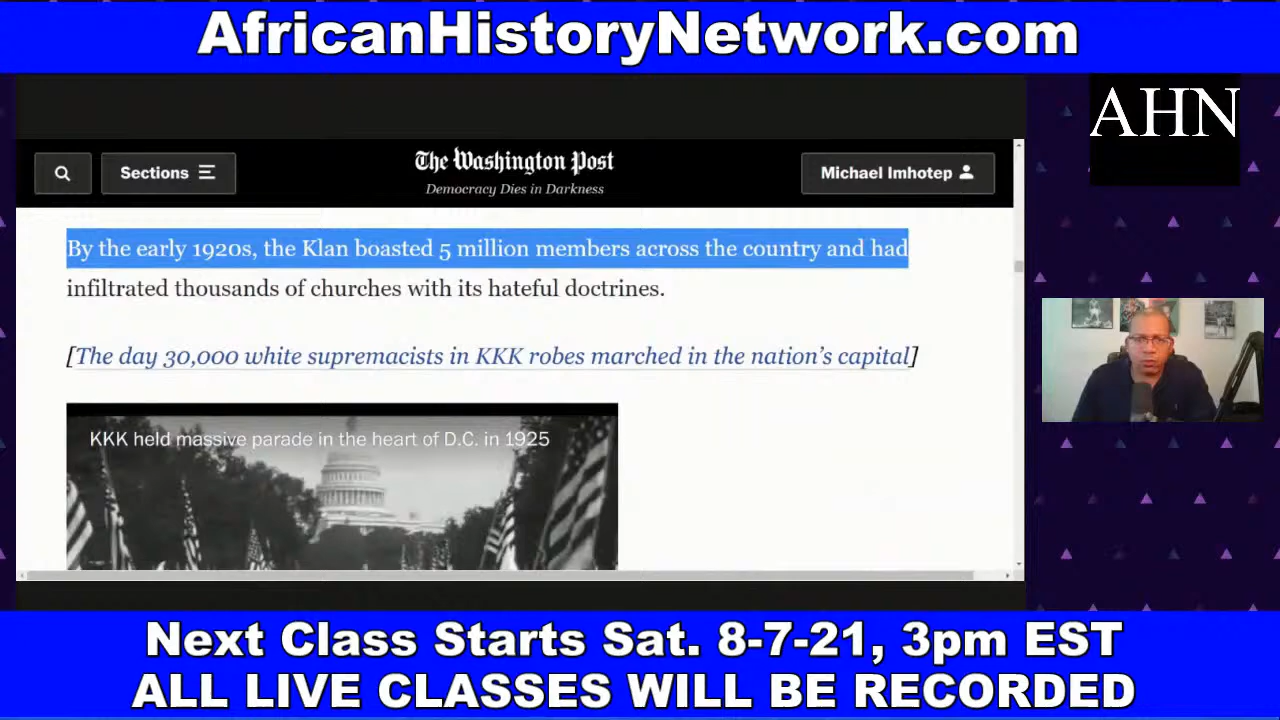 AfricanHistoryNetwork.com
AHN
Sections
The Washington Post
Democracy Dies in Darkness
Michael Imhotep
By the early 1920s, the Klan boasted 5 million members across the country and had
infiltrated thousands of churches with its hateful doctrines.
[The day 30,000 white supremacists in KKK robes marched in the nation's capital]
KKK held massive parade in the heart of D.C. in 1925
Next Class Starts Sat. 8-7-21, 3pm EST
ALL LIVE CLASSES WILL BE RECORDED